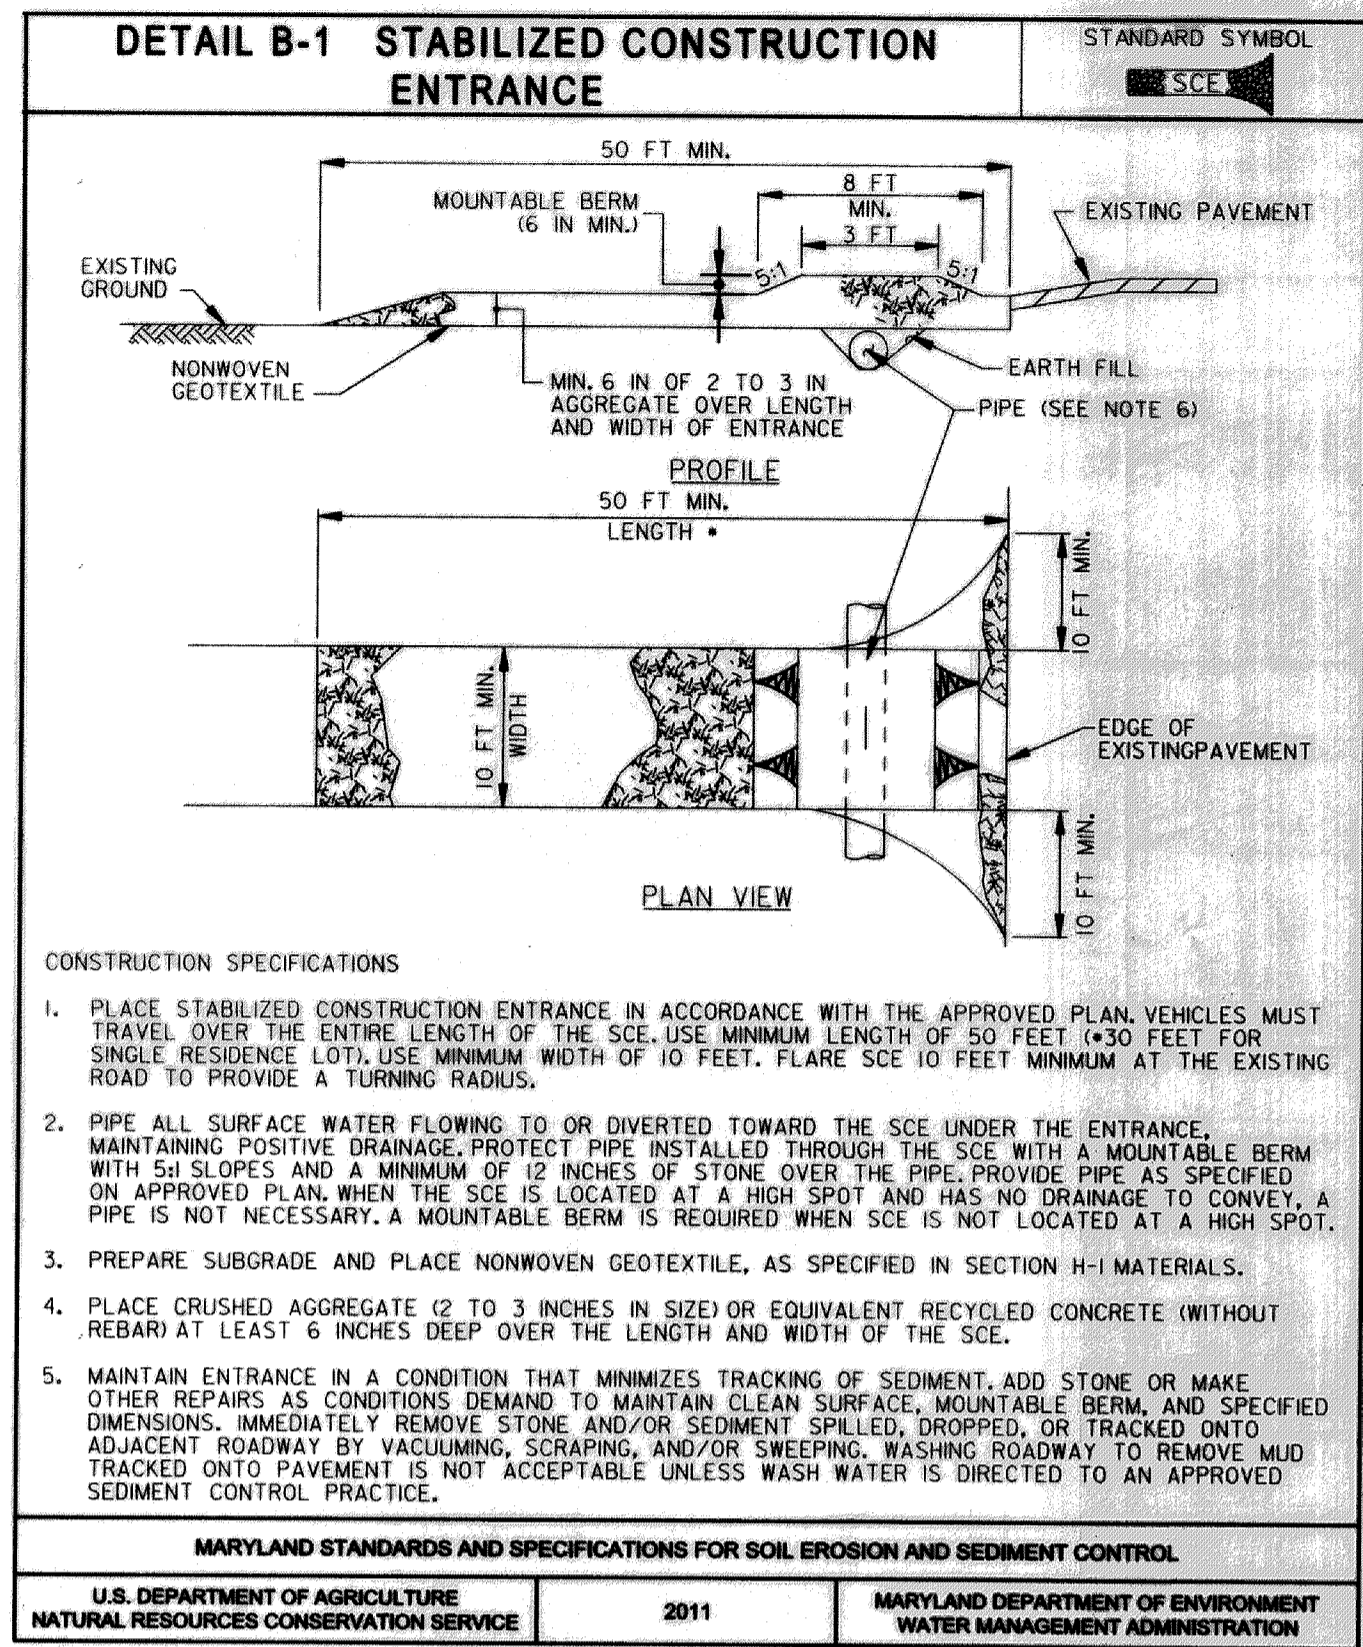 DETAIL B-1 STABILIZED CONSTRUCTION
ENTRANCE
STANDARD SYMBOL
SCE
50 FT MIN.
8 FT
MIN.
3 FT
MOUNTABLE BERM
(6 IN MIN.)
5:1
5:1
EXISTING PAVEMENT
EXISTING
GROUND
NONWOVEN
GEOTEXTILE
MIN. 6 IN OF 2 TO 3 IN
AGGREGATE OVER LENGTH
AND WIDTH OF ENTRANCE
EARTH FILL
PIPE (SEE NOTE 6)
PROFILE
50 FT MIN.
LENGTH *
10 FT MIN.
10 FT MIN.
WIDTH
EDGE OF
EXISTINGPAVEMENT
10 FT MIN.
PLAN VIEW
CONSTRUCTION SPECIFICATIONS
1. PLACE STABILIZED CONSTRUCTION ENTRANCE IN ACCORDANCE WITH THE APPROVED PLAN. VEHICLES MUST
TRAVEL OVER THE ENTIRE LENGTH OF THE SCE. USE MINIMUM LENGTH OF 50 FEET (*30 FEET FOR
SINGLE RESIDENCE LOT). USE MINIMUM WIDTH OF 10 FEET. FLARE SCE 10 FEET MINIMUM AT THE EXISTING
ROAD TO PROVIDE A TURNING RADIUS.
2. PIPE ALL SURFACE WATER FLOWING TO OR DIVERTED TOWARD THE SCE UNDER THE ENTRANCE,
MAINTAINING POSITIVE DRAINAGE. PROTECT PIPE INSTALLED THROUGH THE SCE WITH A MOUNTABLE BERM
WITH 5:1 SLOPES AND A MINIMUM OF 12 INCHES OF STONE OVER THE PIPE. PROVIDE PIPE AS SPECIFIED
ON APPROVED PLAN. WHEN THE SCE IS LOCATED AT A HIGH SPOT AND HAS NO DRAINAGE TO CONVEY, A
PIPE IS NOT NECESSARY. A MOUNTABLE BERM IS REQUIRED WHEN SCE IS NOT LOCATED AT A HIGH SPOT.
3. PREPARE SUBGRADE AND PLACE NONWOVEN GEOTEXTILE, AS SPECIFIED IN SECTION H-1 MATERIALS.
4. PLACE CRUSHED AGGREGATE (2 TO 3 INCHES IN SIZE) OR EQUIVALENT RECYCLED CONCRETE (WITHOUT
REBAR) AT LEAST 6 INCHES DEEP OVER THE LENGTH AND WIDTH OF THE SCE.
5. MAINTAIN ENTRANCE IN A CONDITION THAT MINIMIZES TRACKING OF SEDIMENT. ADD STONE OR MAKE
OTHER REPAIRS AS CONDITIONS DEMAND TO MAINTAIN CLEAN SURFACE, MOUNTABLE BERM, AND SPECIFIED
DIMENSIONS. IMMEDIATELY REMOVE STONE AND/OR SEDIMENT SPILLED, DROPPED, OR TRACKED ONTO
ADJACENT ROADWAY BY VACUUMING, SCRAPING, AND/OR SWEEPING. WASHING ROADWAY TO REMOVE MUD
TRACKED ONTO PAVEMENT IS NOT ACCEPTABLE UNLESS WASH WATER IS DIRECTED TO AN APPROVED
SEDIMENT CONTROL PRACTICE.
MARYLAND STANDARDS AND SPECIFICATIONS FOR SOIL EROSION AND SEDIMENT CONTROL
U.S. DEPARTMENT OF AGRICULTURE
NATURAL RESOURCES CONSERVATION SERVICE
2011
MARYLAND DEPARTMENT OF ENVIRONMENT
WATER MANAGEMENT ADMINISTRATION